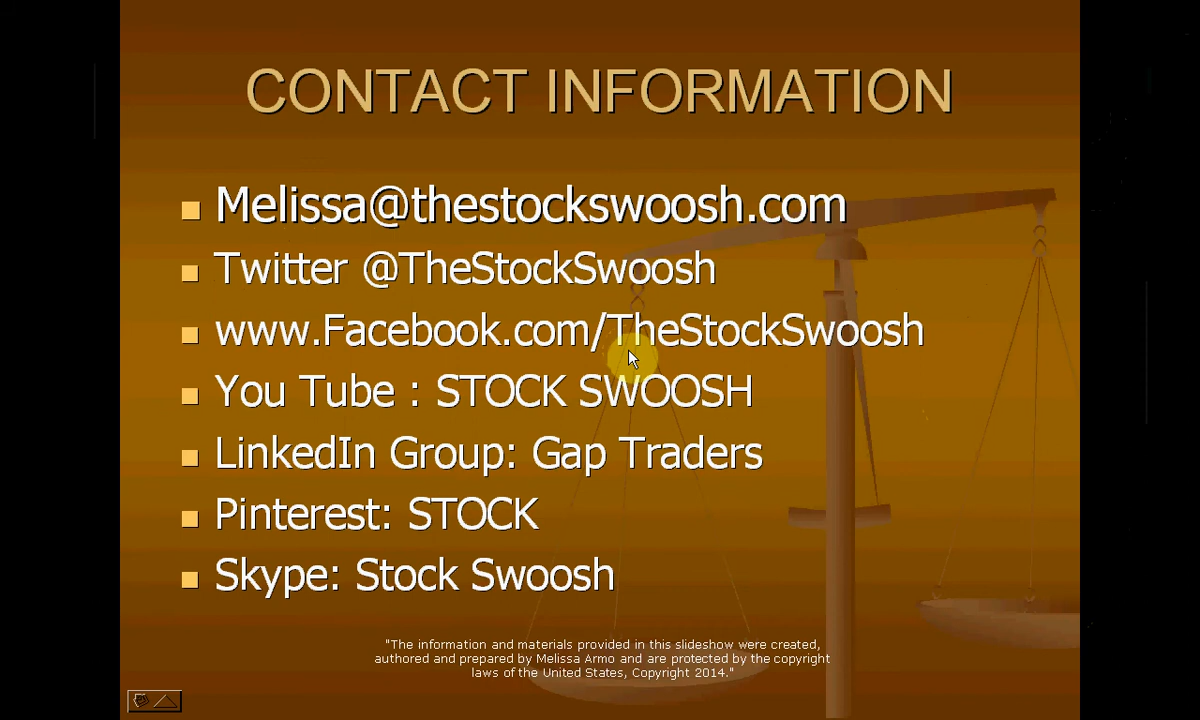 CONTACT INFORMATION
Melissa@thestockswoosh.com
Twitter @TheStockSwoosh
www.Facebook.com/TheStockSwoosh
You Tube : STOCK SWOOSH
LinkedIn Group: Gap Traders
Pinterest: STOCK
Skype: Stock Swoosh
"The information and materials provided in this slideshow were created,
authored and prepared by Melissa Armo and are protected by the copyright
laws of the United States, Copyright 2014."